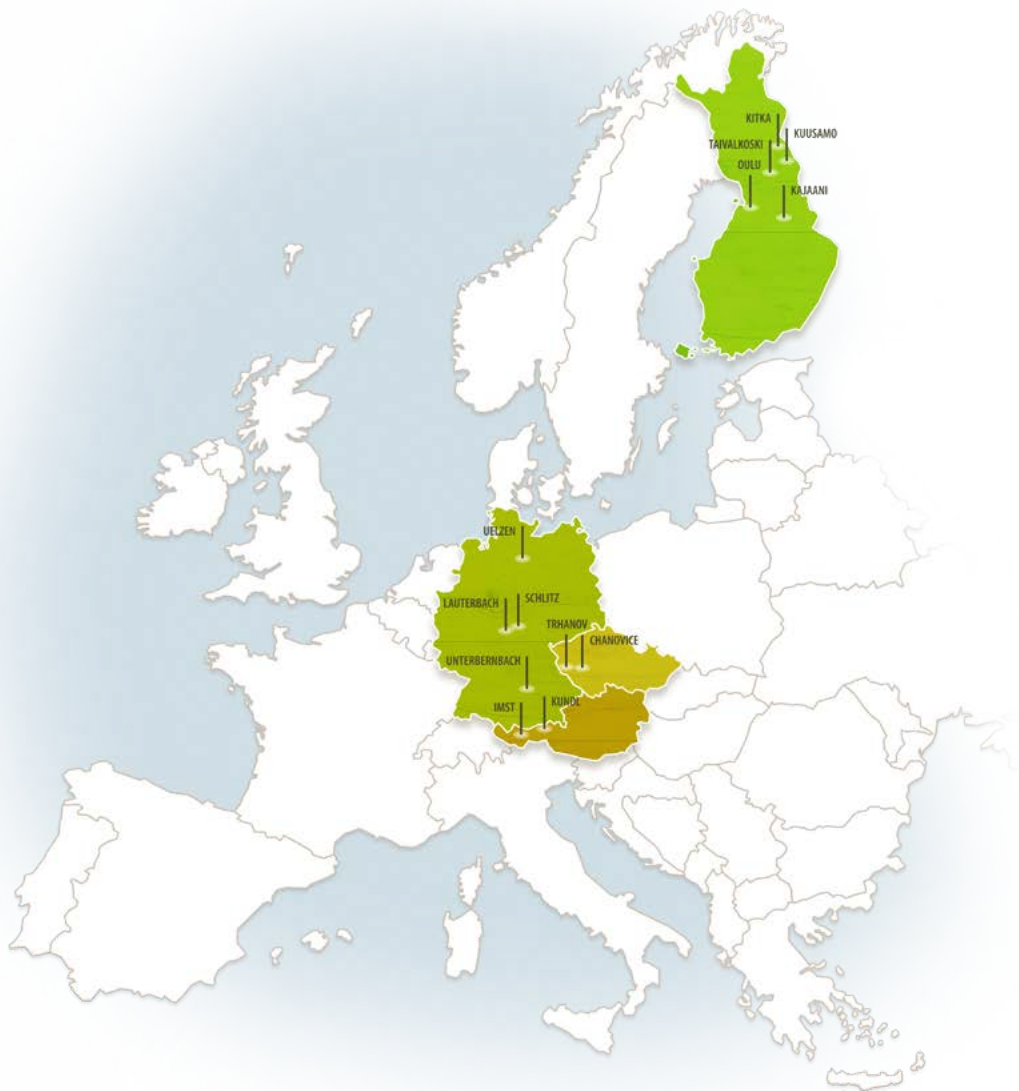 KITKA
KUUSAMO
TAIVALKOSKI
OULU
KAJAANI
UELZEN
LAUTERBACH
SCHLITZ
TRHANOV
CHANOVICE
UNTERBERNBACH
IMST
KUNDL